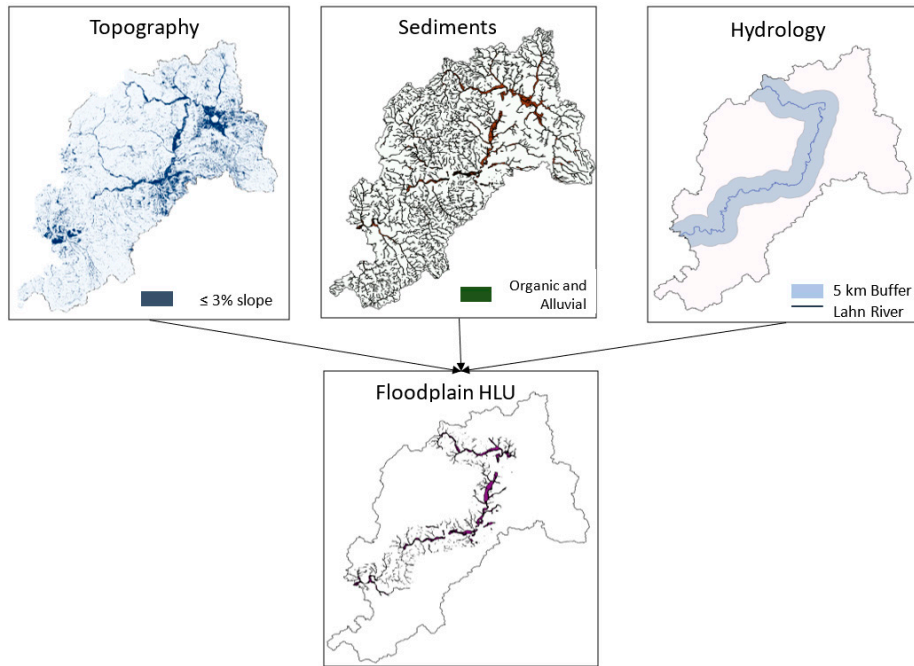 Topography
Sediments
Hydrology
≤ 3% slope
Organic and
Alluvial
5 km Buffer
Lahn River
Floodplain HLU